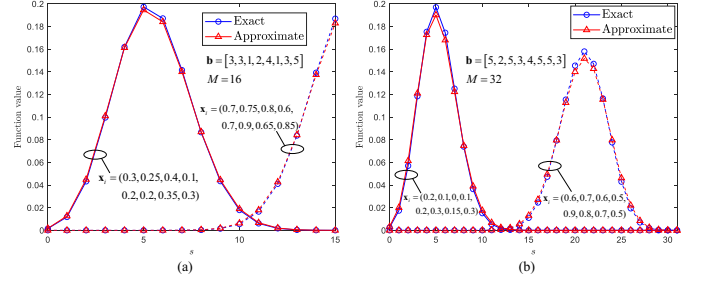 0.2
0.18
0.16
0.14
0.12
0.1
0.08
0.06
0.04
0.02
0
Function value
0
5
10
15
s
Exact
Approximate
b = [3,3,1,2,4,1,3,5]
M = 16
x_i = (0.7, 0.75, 0.8, 0.6,
0.7, 0.9, 0.65, 0.85)
x_i = (0.3, 0.25, 0.4, 0.1,
0.2, 0.2, 0.35, 0.3)
(a)
0.2
0.18
0.16
0.14
0.12
0.1
0.08
0.06
0.04
0.02
0
Function value
0
5
10
15
20
25
30
s
Exact
Approximate
b = [5,2,5,3,4,5,5,3]
M = 32
x_i = (0.2, 0.1, 0, 0.1,
0.2, 0.3, 0.15, 0.3)
x_i = (0.6, 0.7, 0.6, 0.5,
0.9, 0.8, 0.7, 0.5)
(b)